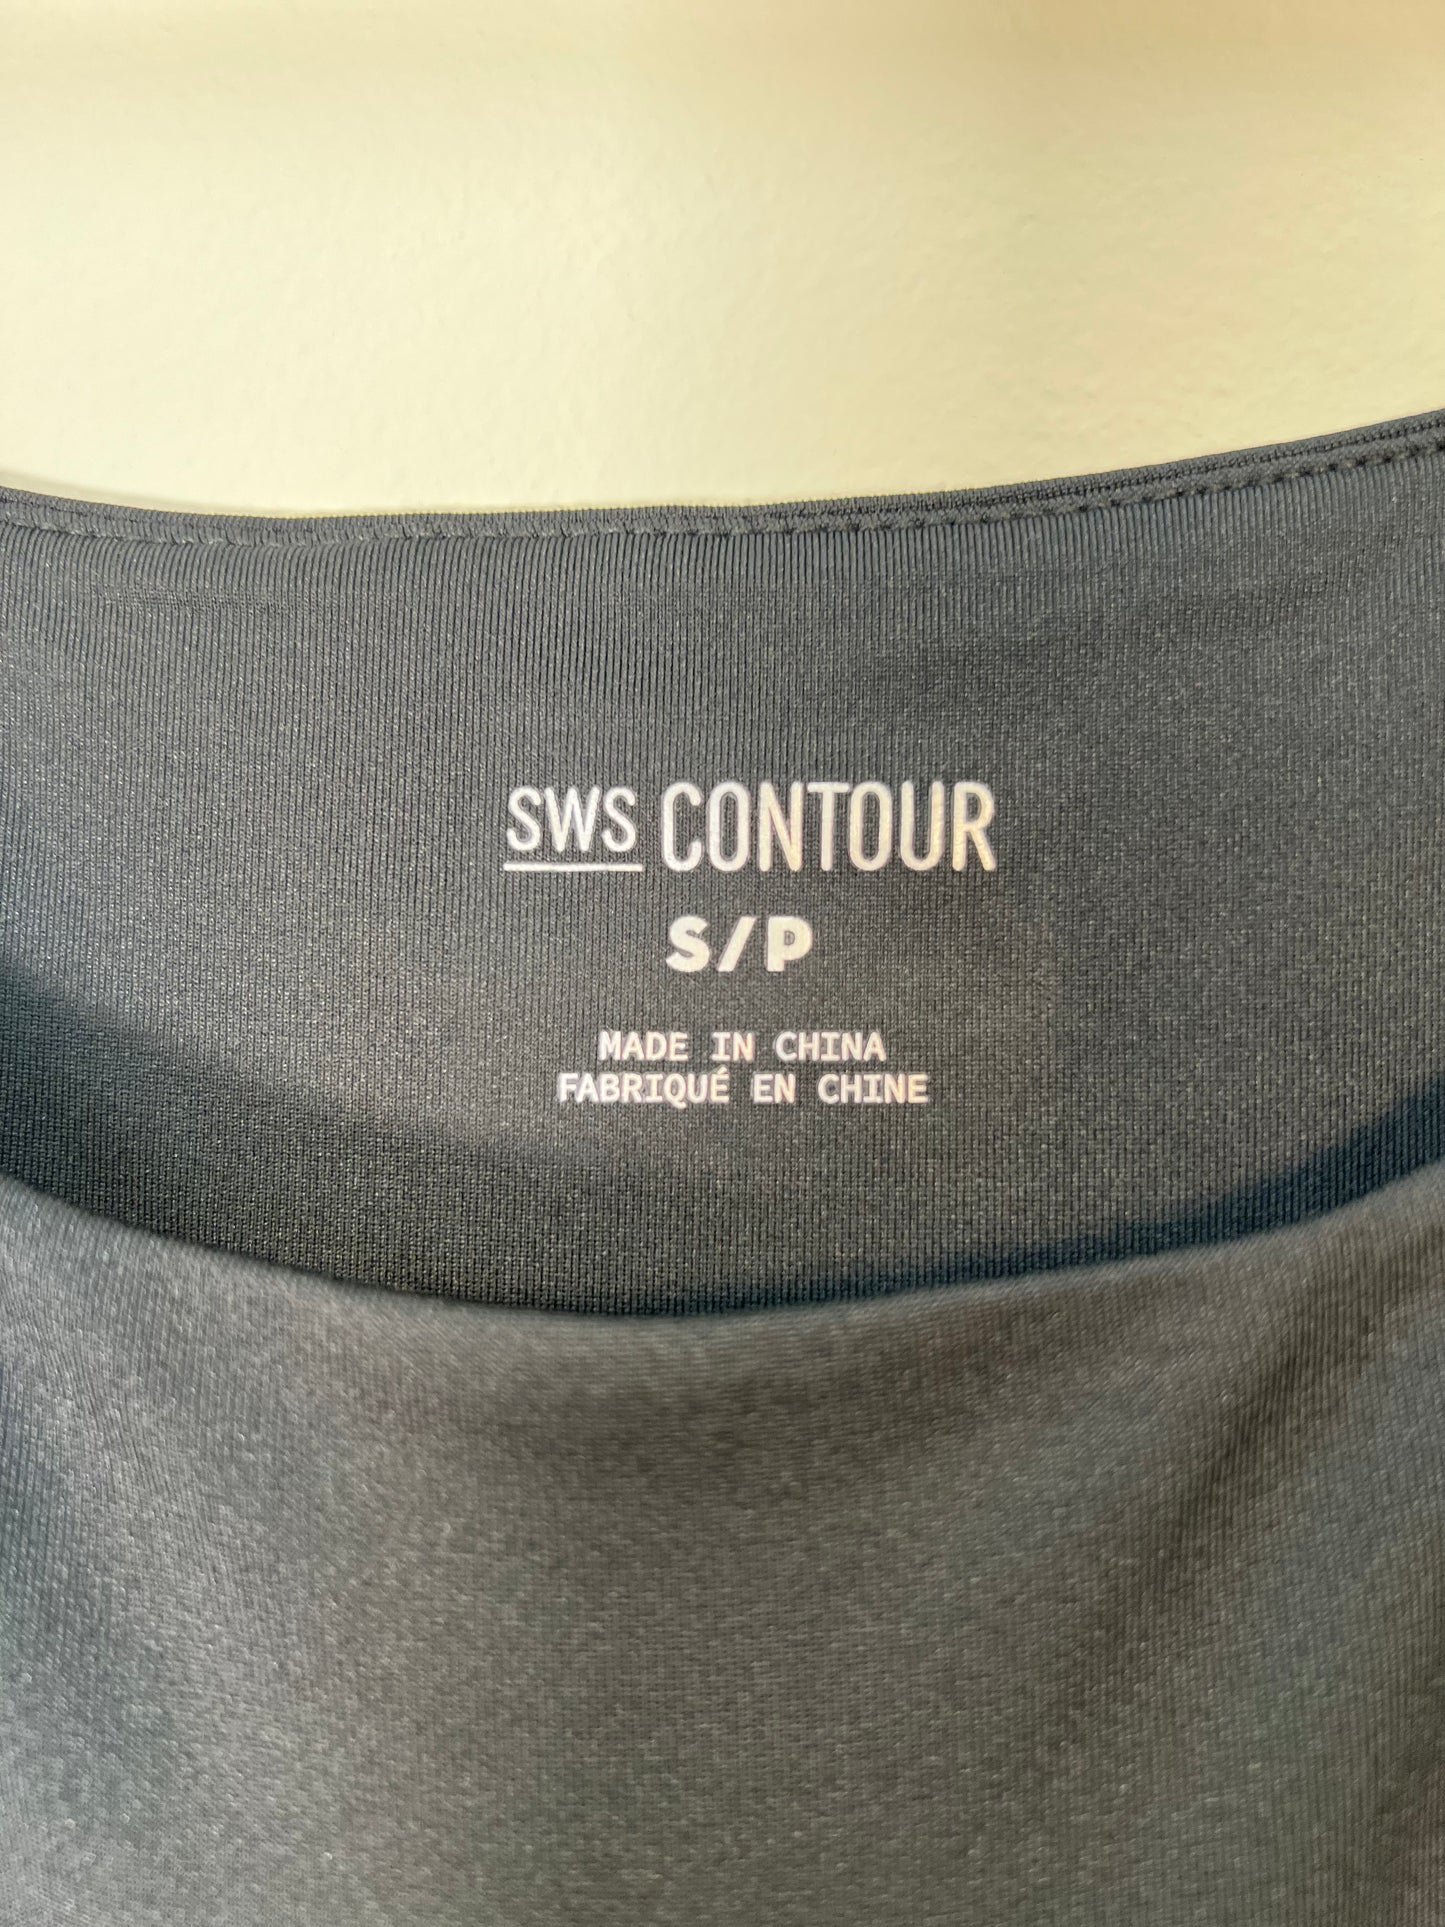 SWS CONTOUR
S/P
MADE IN CHINA
FABRIQUÉ EN CHINE